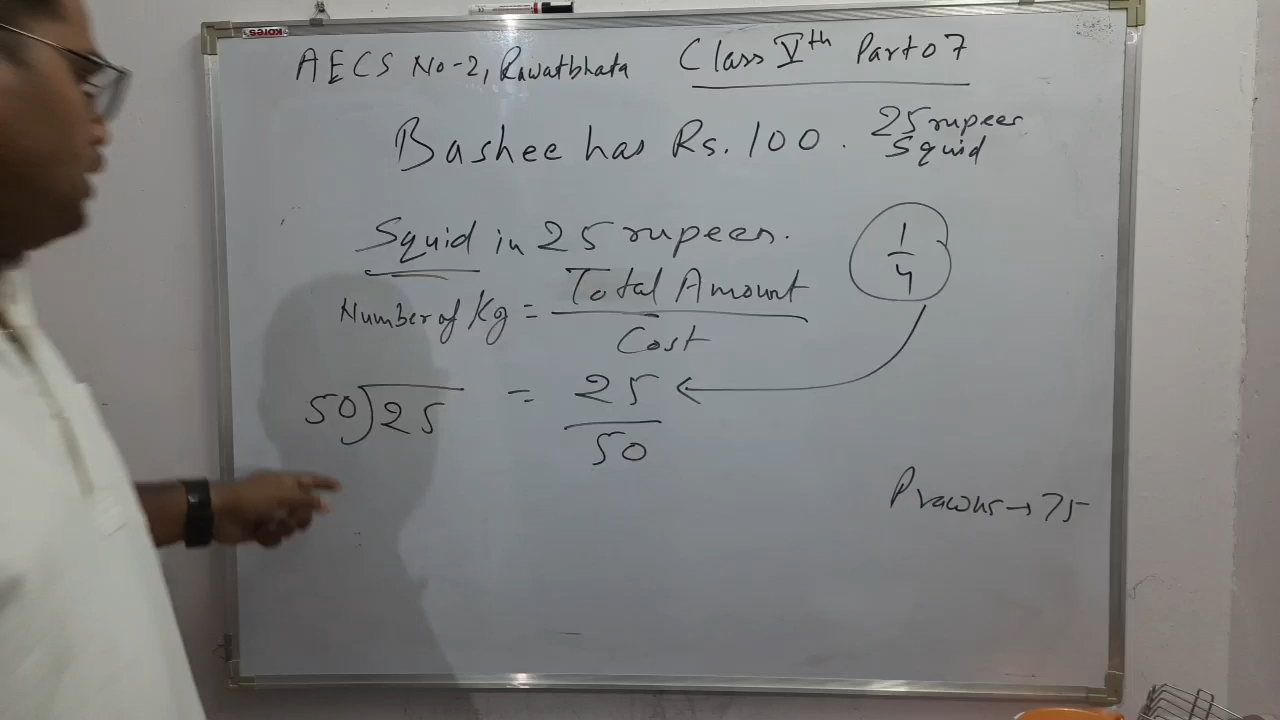 Kores
AECS No-2, Rawatbhata Class Vth Part 07
Bashee has Rs. 100. 25 rupees
Squid
Squid in 25 rupees.
1/4
Number of Kg = Total Amount
Cost
50)25 = 25
50
Prawns → 75